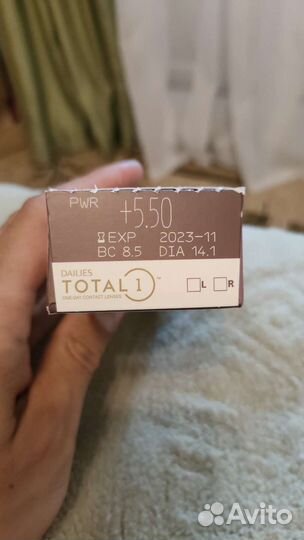 PWR +5.50
EXP 2023-11
BC 8.5 DIA 14.1
DAILIES
TOTAL 1™
ONE-DAY CONTACT LENSES
L R
Avito